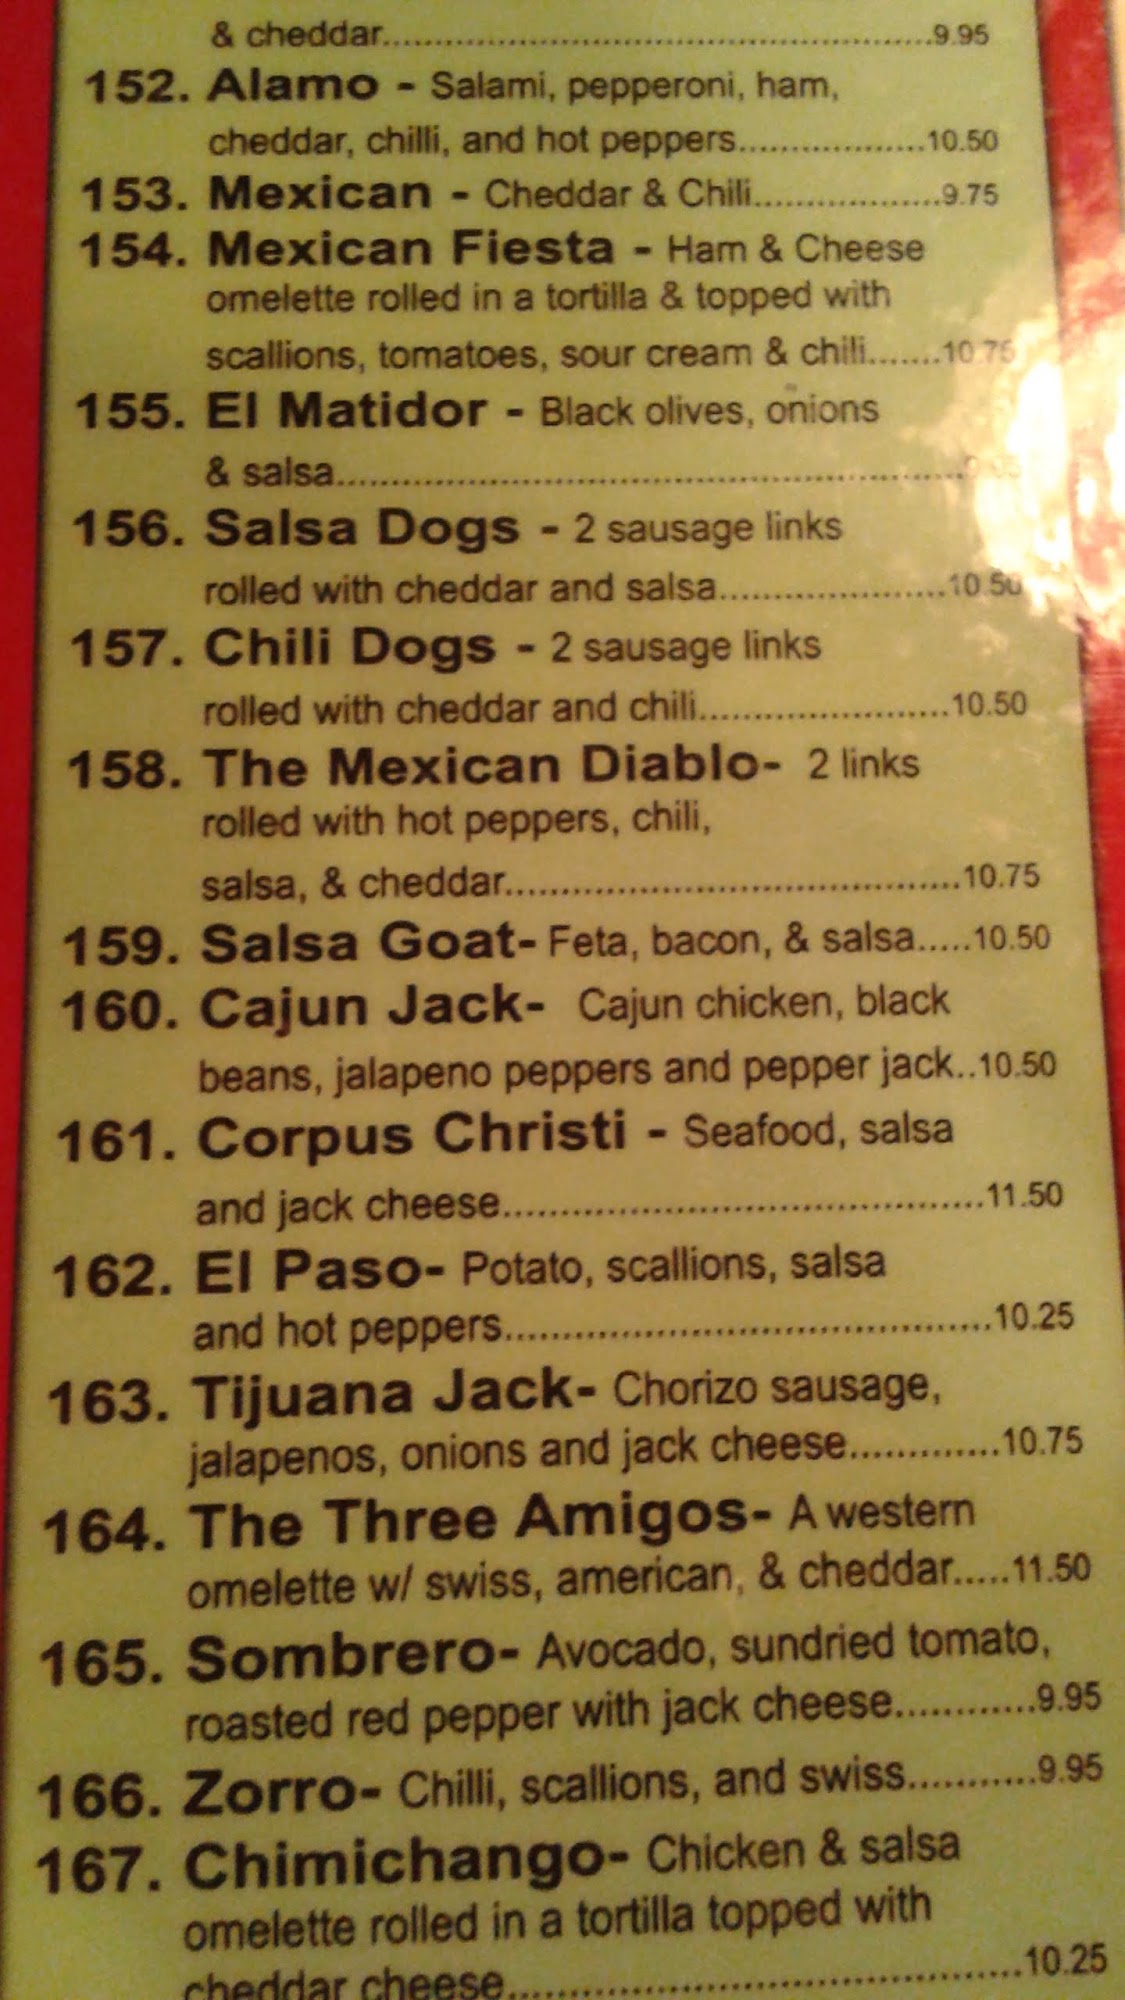 & cheddar.................................................9.95
152. Alamo - Salami, pepperoni, ham,
cheddar, chilli, and hot peppers..................10.50
153. Mexican - Cheddar & Chili..................9.75
154. Mexican Fiesta - Ham & Cheese
omelette rolled in a tortilla & topped with
scallions, tomatoes, sour cream & chili.......10.75
155. El Matidor - Black olives, onions
& salsa......................................................
156. Salsa Dogs - 2 sausage links
rolled with cheddar and salsa.....................10.50
157. Chili Dogs - 2 sausage links
rolled with cheddar and chili.......................10.50
158. The Mexican Diablo- 2 links
rolled with hot peppers, chili,
salsa, & cheddar........................................10.75
159. Salsa Goat- Feta, bacon, & salsa.....10.50
160. Cajun Jack- Cajun chicken, black
beans, jalapeno peppers and pepper jack..10.50
161. Corpus Christi - Seafood, salsa
and jack cheese..........................................11.50
162. El Paso- Potato, scallions, salsa
and hot peppers..........................................10.25
163. Tijuana Jack- Chorizo sausage,
jalapenos, onions and jack cheese.............10.75
164. The Three Amigos- A western
omelette w/ swiss, american, & cheddar.....11.50
165. Sombrero- Avocado, sundried tomato,
roasted red pepper with jack cheese............9.95
166. Zorro- Chilli, scallions, and swiss...........9.95
167. Chimichango- Chicken & salsa
omelette rolled in a tortilla topped with
cheddar cheese............................................10.25